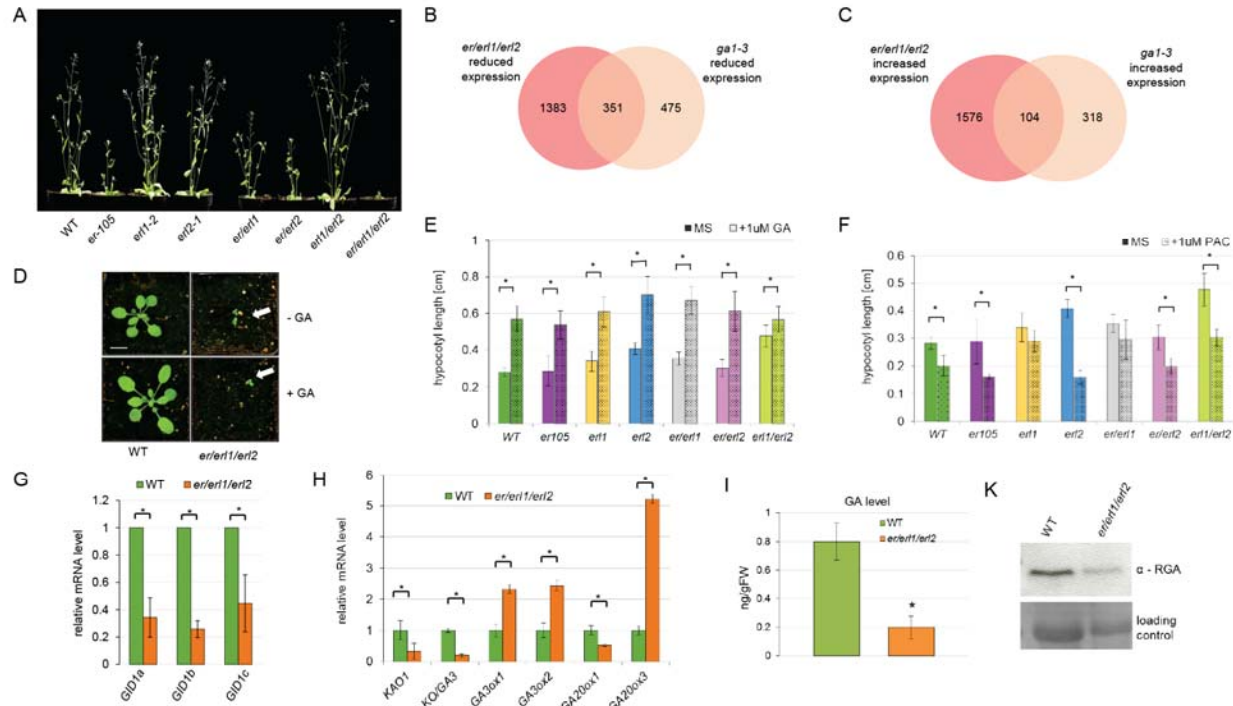 A
WT
er-105
erl1-2
erl2-1
er/erl1
er/erl2
erl1/erl2
er/erl1/erl2
B
er/erl1/erl2
reduced
expression
ga1-3
reduced
expression
1383
351
475
C
er/erl1/erl2
increased
expression
ga1-3
increased
expression
1576
104
318
D
- GA
+ GA
WT
er/erl1/erl2
E
MS
+1uM GA
hypocotyl length [cm]
1
0.8
0.6
0.4
0.2
0
* * * * * * *
WT
er105
erl1
erl2
er/erl1
er/erl2
erl1/erl2
F
MS
+1uM PAC
hypocotyl length [cm]
0.6
0.5
0.4
0.3
0.2
0.1
0
* * * * *
WT
er105
erl1
erl2
er/erl1
er/erl2
erl1/erl2
G
WT
er/erl1/erl2
relative mRNA level
1.2
1
0.8
0.6
0.4
0.2
0
* * *
GID1a
GID1b
GID1c
H
WT
er/erl1/erl2
relative mRNA level
6
5
4
3
2
1
0
* * * * * *
KAO1
KO/GA3
GA3ox1
GA3ox2
GA20ox1
GA20ox3
I
GA level
WT
er/erl1/erl2
ng/gFW
1
0.8
0.6
0.4
0.2
0
*
K
WT
er/erl1/erl2
α - RGA
loading
control